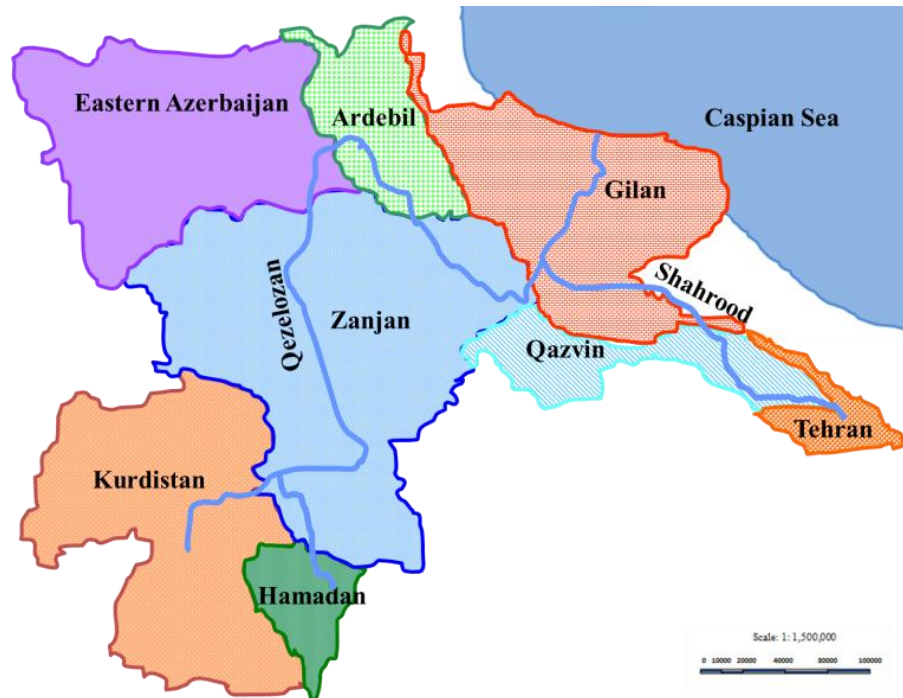 Eastern Azerbaijan
Ardebil
Caspian Sea
Gilan
Shahrood
Qezelozan
Zanjan
Qazvin
Tehran
Kurdistan
Hamadan
Scale: 1: 1,500,000
0 10000 20000 40000 80000 100000